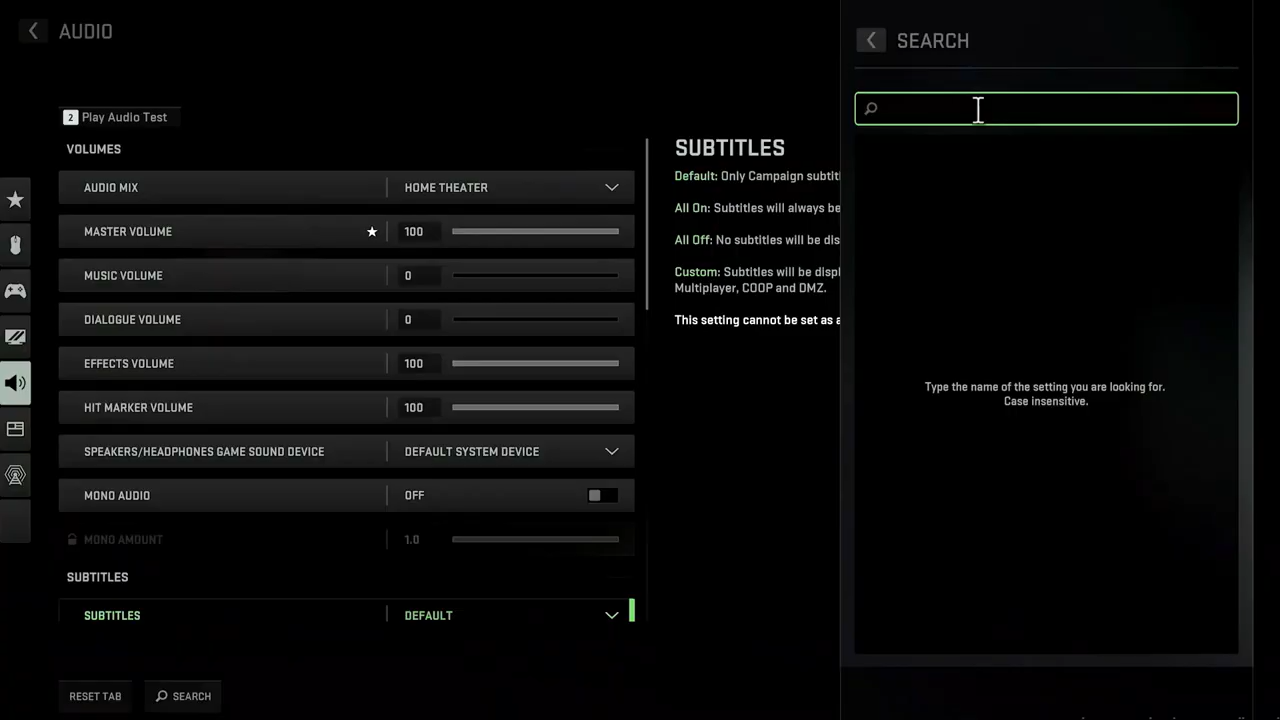 AUDIO
2 Play Audio Test
VOLUMES
AUDIO MIX HOME THEATER
MASTER VOLUME 100
MUSIC VOLUME 0
DIALOGUE VOLUME 0
EFFECTS VOLUME 100
HIT MARKER VOLUME 100
SPEAKERS/HEADPHONES GAME SOUND DEVICE DEFAULT SYSTEM DEVICE
MONO AUDIO OFF
MONO AMOUNT 1.0
SUBTITLES
SUBTITLES DEFAULT
RESET TAB SEARCH
SUBTITLES
Default: Only Campaign
All On: Subtitles will always be
All Off: No subtitles will be
Custom: Subtitles will be
Multiplayer, COOP and DMZ.
This setting cannot be set as
SEARCH
Type the name of the setting you are looking for.
Case insensitive.